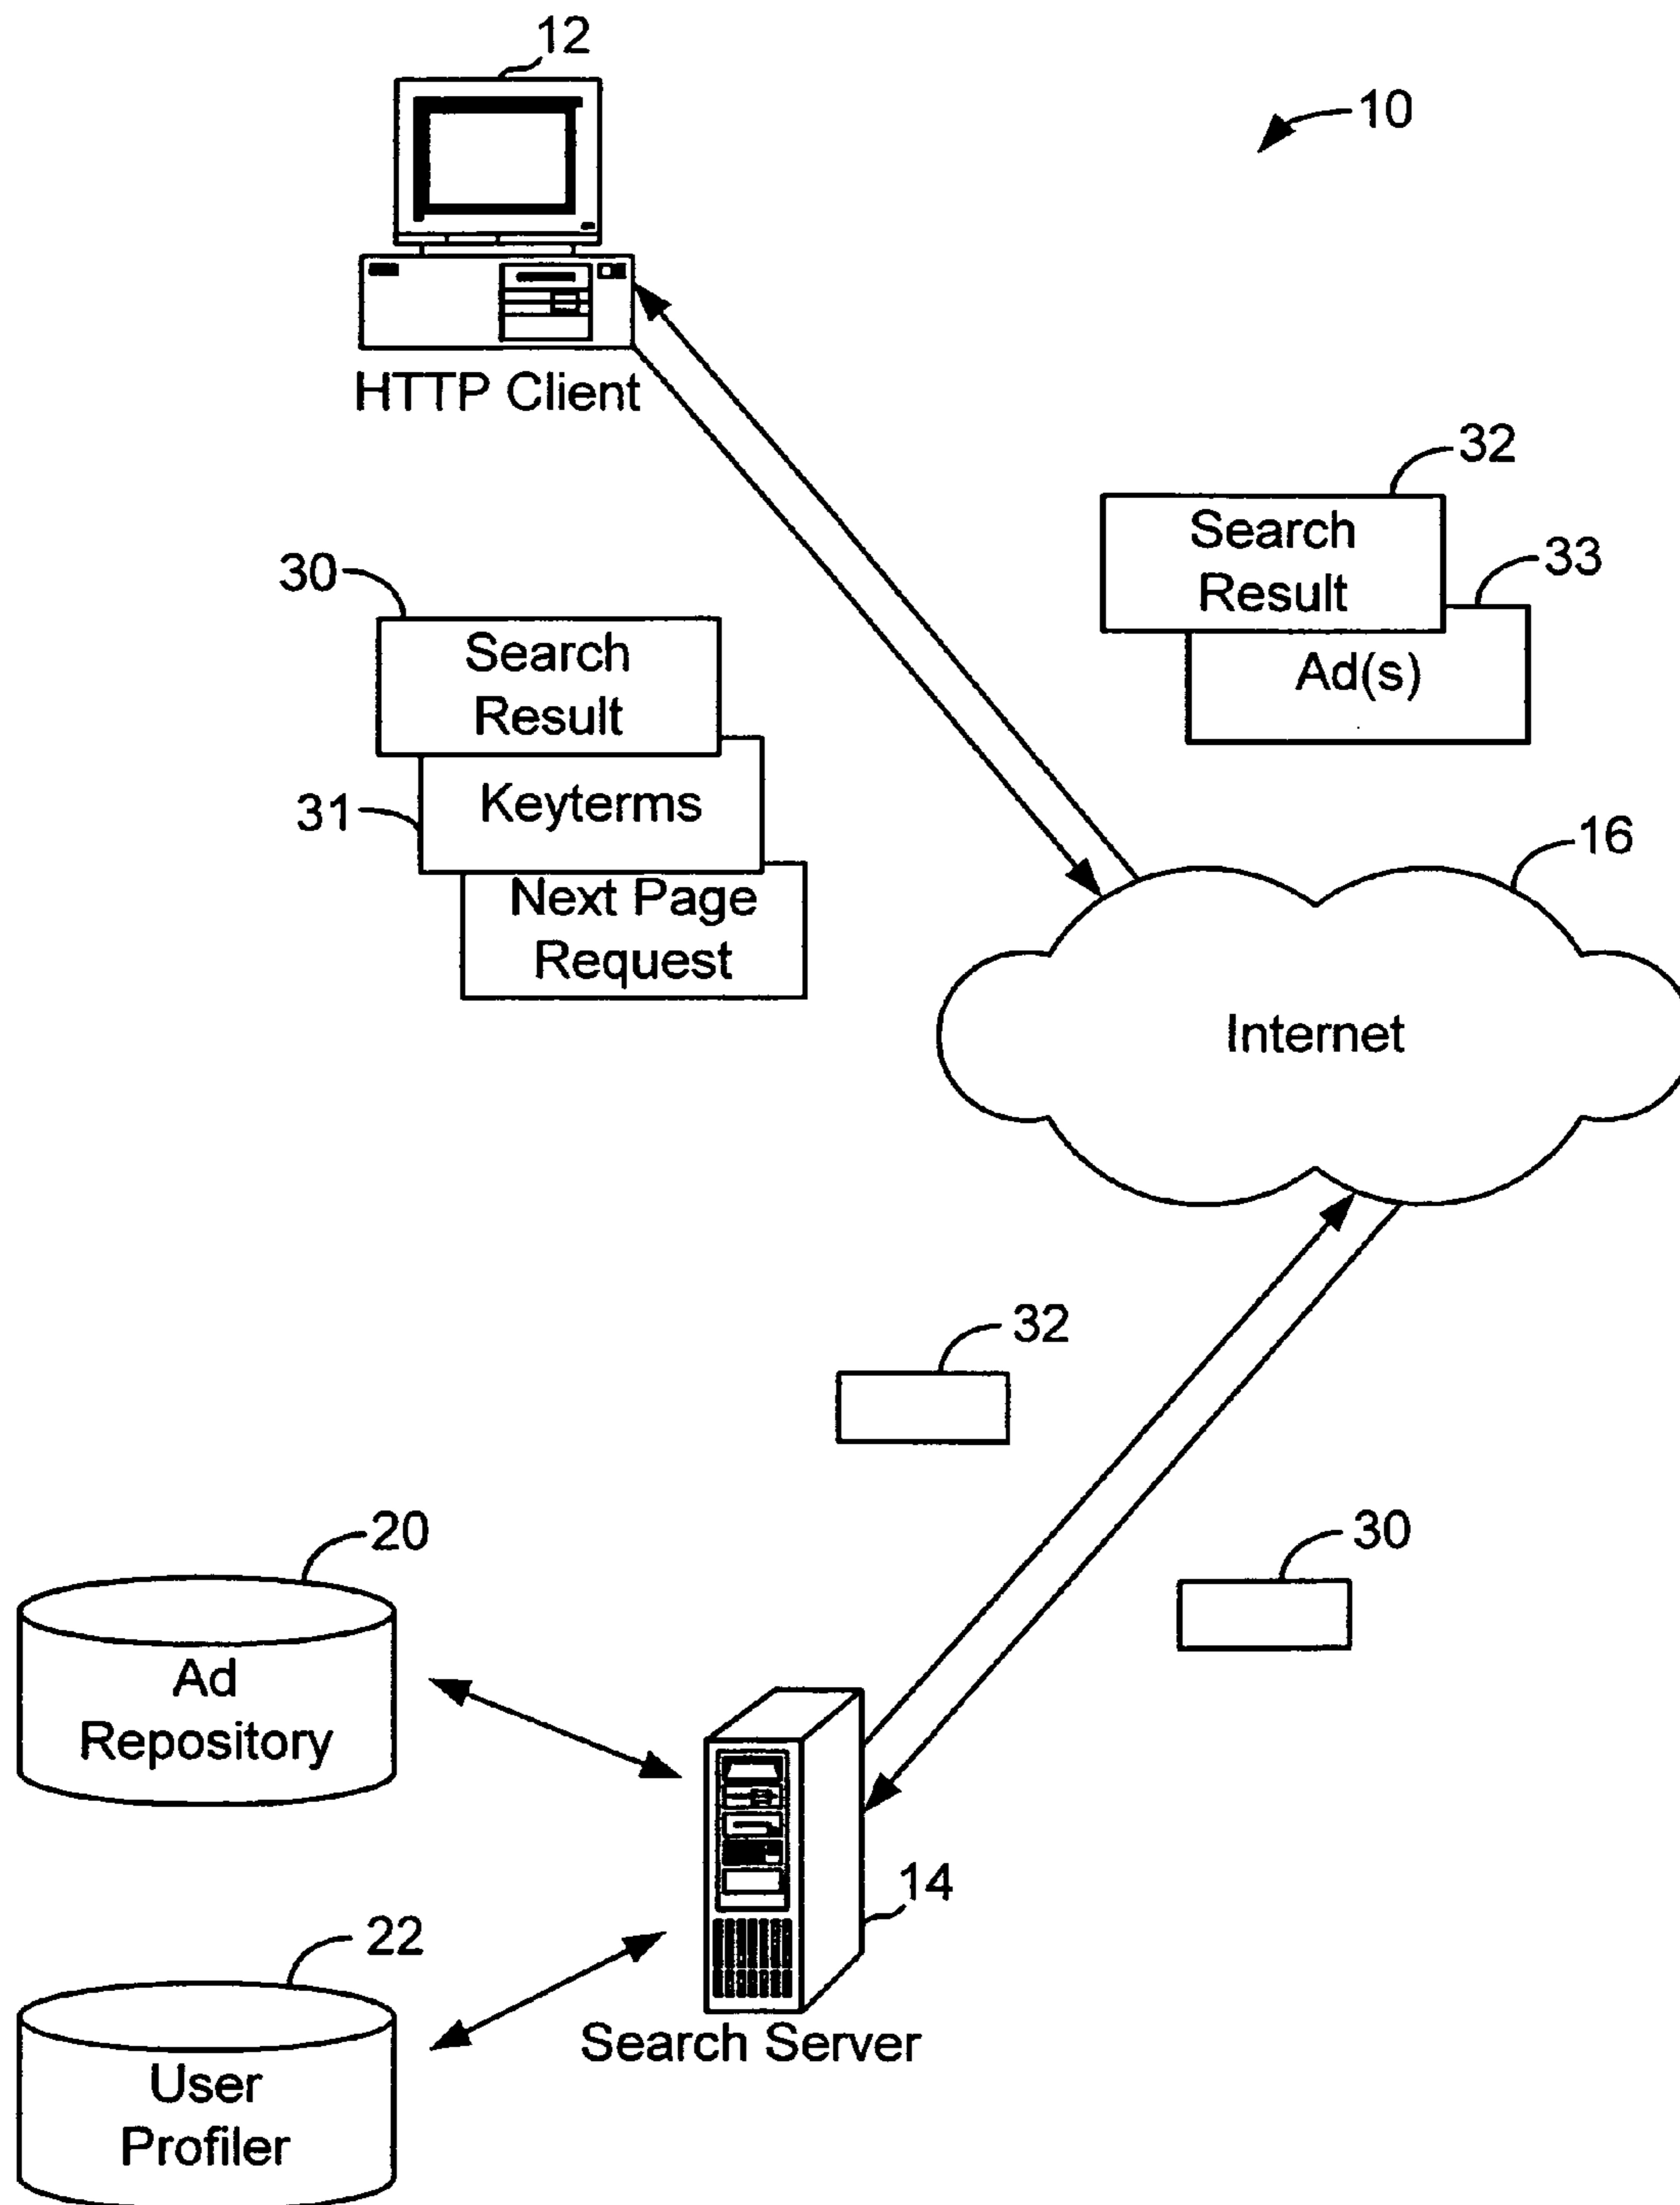 12
10
HTTP Client
32
Search
Result
33
Ad(s)
30
Search
Result
31
Keyterms
Next Page
Request
16
Internet
32
30
20
Ad
Repository
14
Search Server
22
User
Profiler